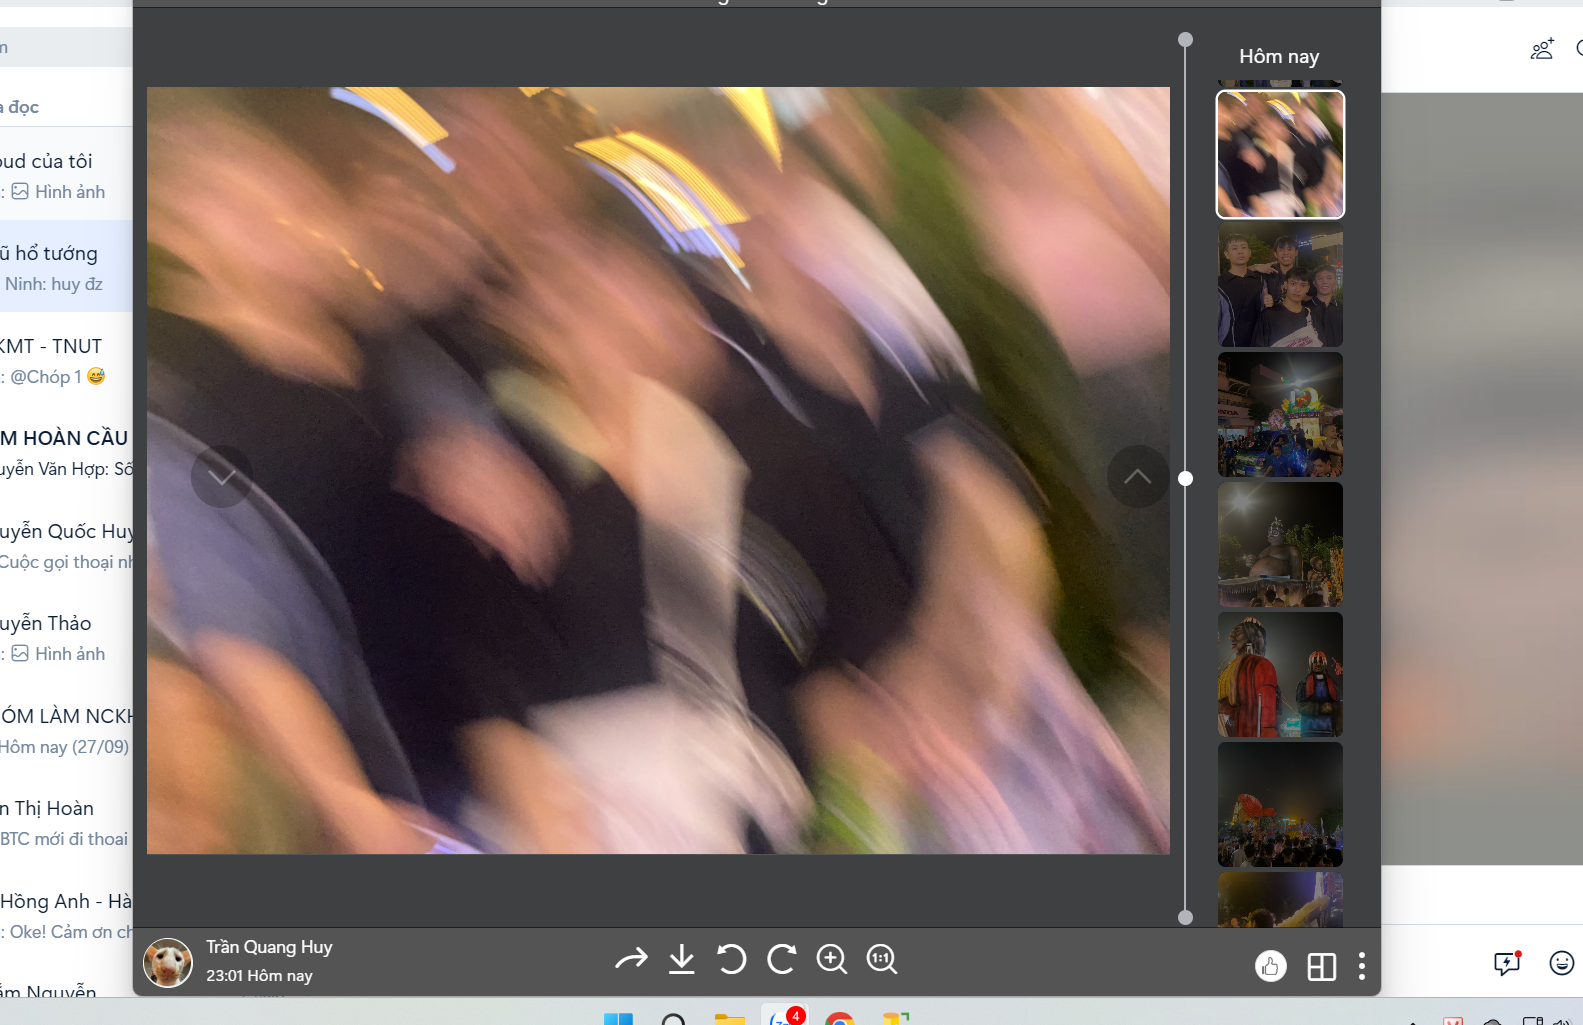 Hôm nay
a đọc
oud của tôi
: Hình ảnh
ũ hổ tướng
Ninh: huy đz
KMT - TNUT
: @Chóp 1 😅
M HOÀN CẦU
uyễn Văn Hợp: Số
uyễn Quốc Huy
Cuộc gọi thoại nh
uyễn Thảo
: Hình ảnh
ÓM LÀM NCKH
Hôm nay (27/09)
n Thị Hoàn
BTC mới đi thoai
Hồng Anh - Hà
: Oke! Cảm ơn ch
ắm Nguyễn
Trần Quang Huy
23:01 Hôm nay
1:1
4